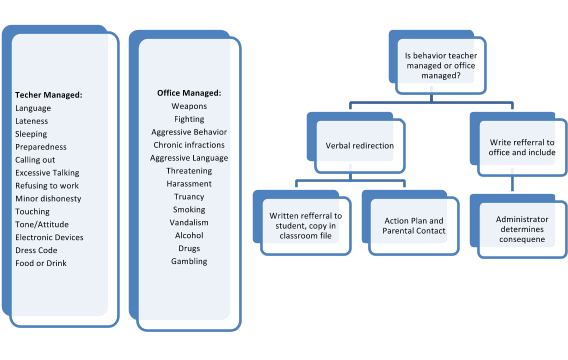 Techer Managed:
Language
Lateness
Sleeping
Preparedness
Calling out
Excessive Talking
Refusing to work
Minor dishonesty
Touching
Tone/Attitude
Electronic Devices
Dress Code
Food or Drink
Office Managed:
Weapons
Fighting
Aggressive Behavior
Chronic infractions
Aggressive Language
Threatening
Harassment
Truancy
Smoking
Vandalism
Alcohol
Drugs
Gambling
Is behavior teacher
managed or office
managed?
Verbal redirection
Write refferral to
office and include
Written refferral to
student, copy in
classroom file
Action Plan and
Parental Contact
Administrator
determines
consequene